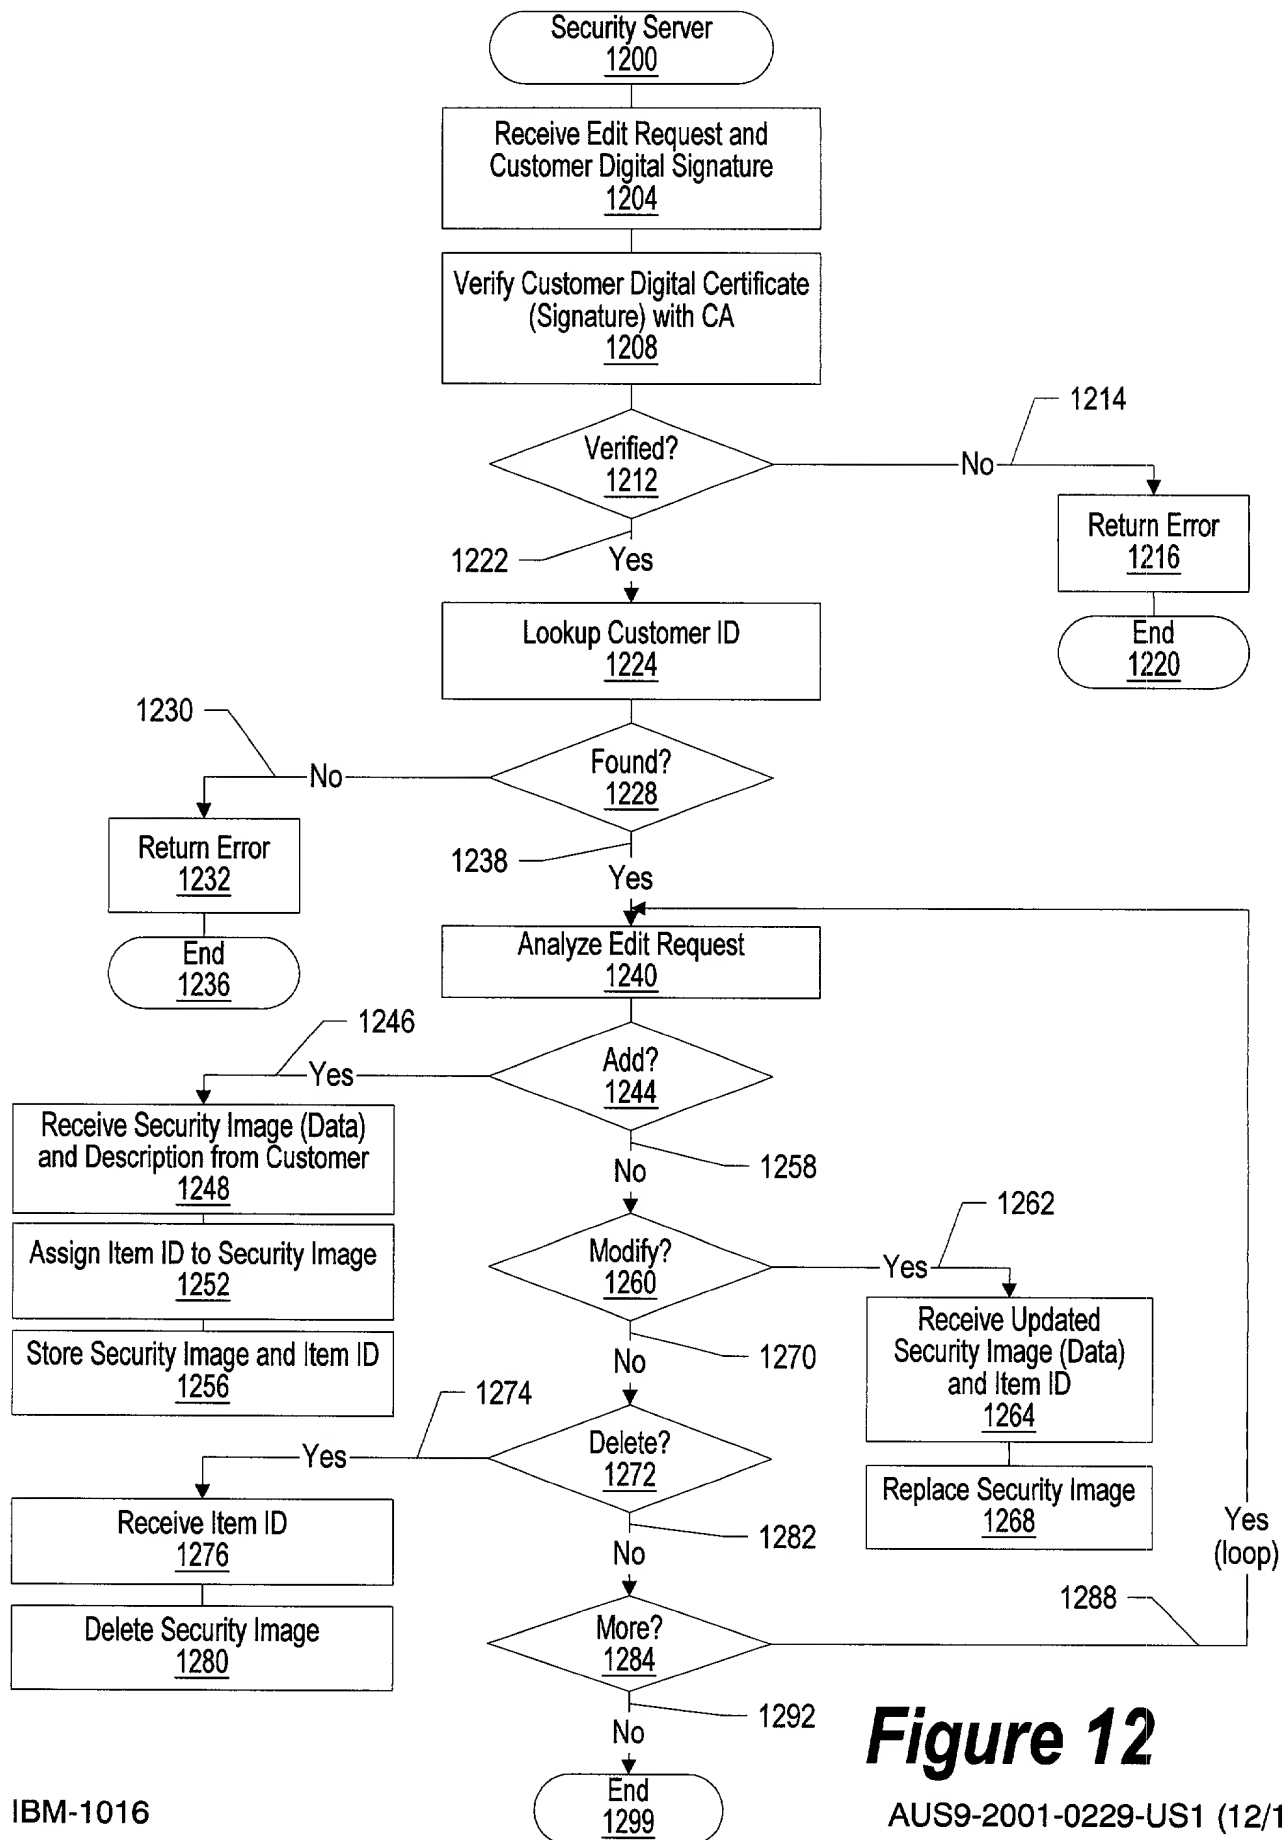 Security Server
1200
Receive Edit Request and
Customer Digital Signature
1204
Verify Customer Digital Certificate
(Signature) with CA
1208
1214
Verified?
1212
No
1222
Yes
Return Error
1216
Lookup Customer ID
1224
End
1220
1230
No
Found?
1228
Return Error
1232
1238
Yes
End
1236
Analyze Edit Request
1240
1246
Yes
Add?
1244
Receive Security Image (Data)
and Description from Customer
1248
1258
No
Assign Item ID to Security Image
1252
1262
Modify?
1260
Yes
Store Security Image and Item ID
1256
1270
No
Receive Updated
Security Image (Data)
and Item ID
1264
1274
Yes
Delete?
1272
Replace Security Image
1268
Receive Item ID
1276
1282
No
Yes
(loop)
Delete Security Image
1280
More?
1284
1288
1292
No
Figure 12
End
1299
IBM-1016
AUS9-2001-0229-US1 (12/1